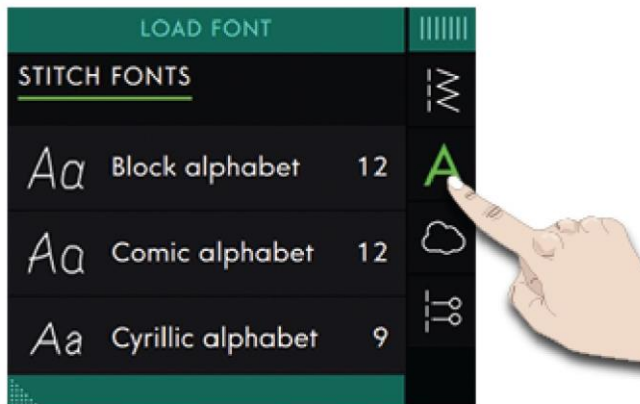 LOAD FONT
STITCH FONTS
Aa Block alphabet 12
Aa Comic alphabet 12
Aa Cyrillic alphabet 9
A